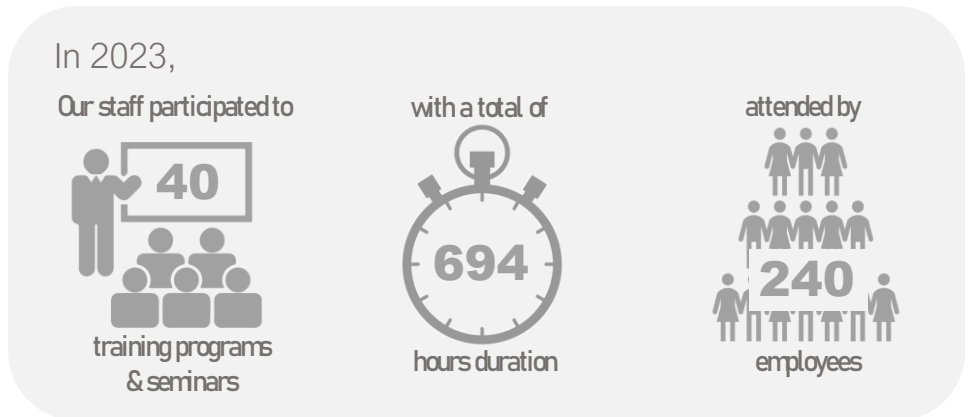 In 2023,
Our staff participated to
40
training programs
& seminars
with a total of
694
hours duration
attended by
240
employees